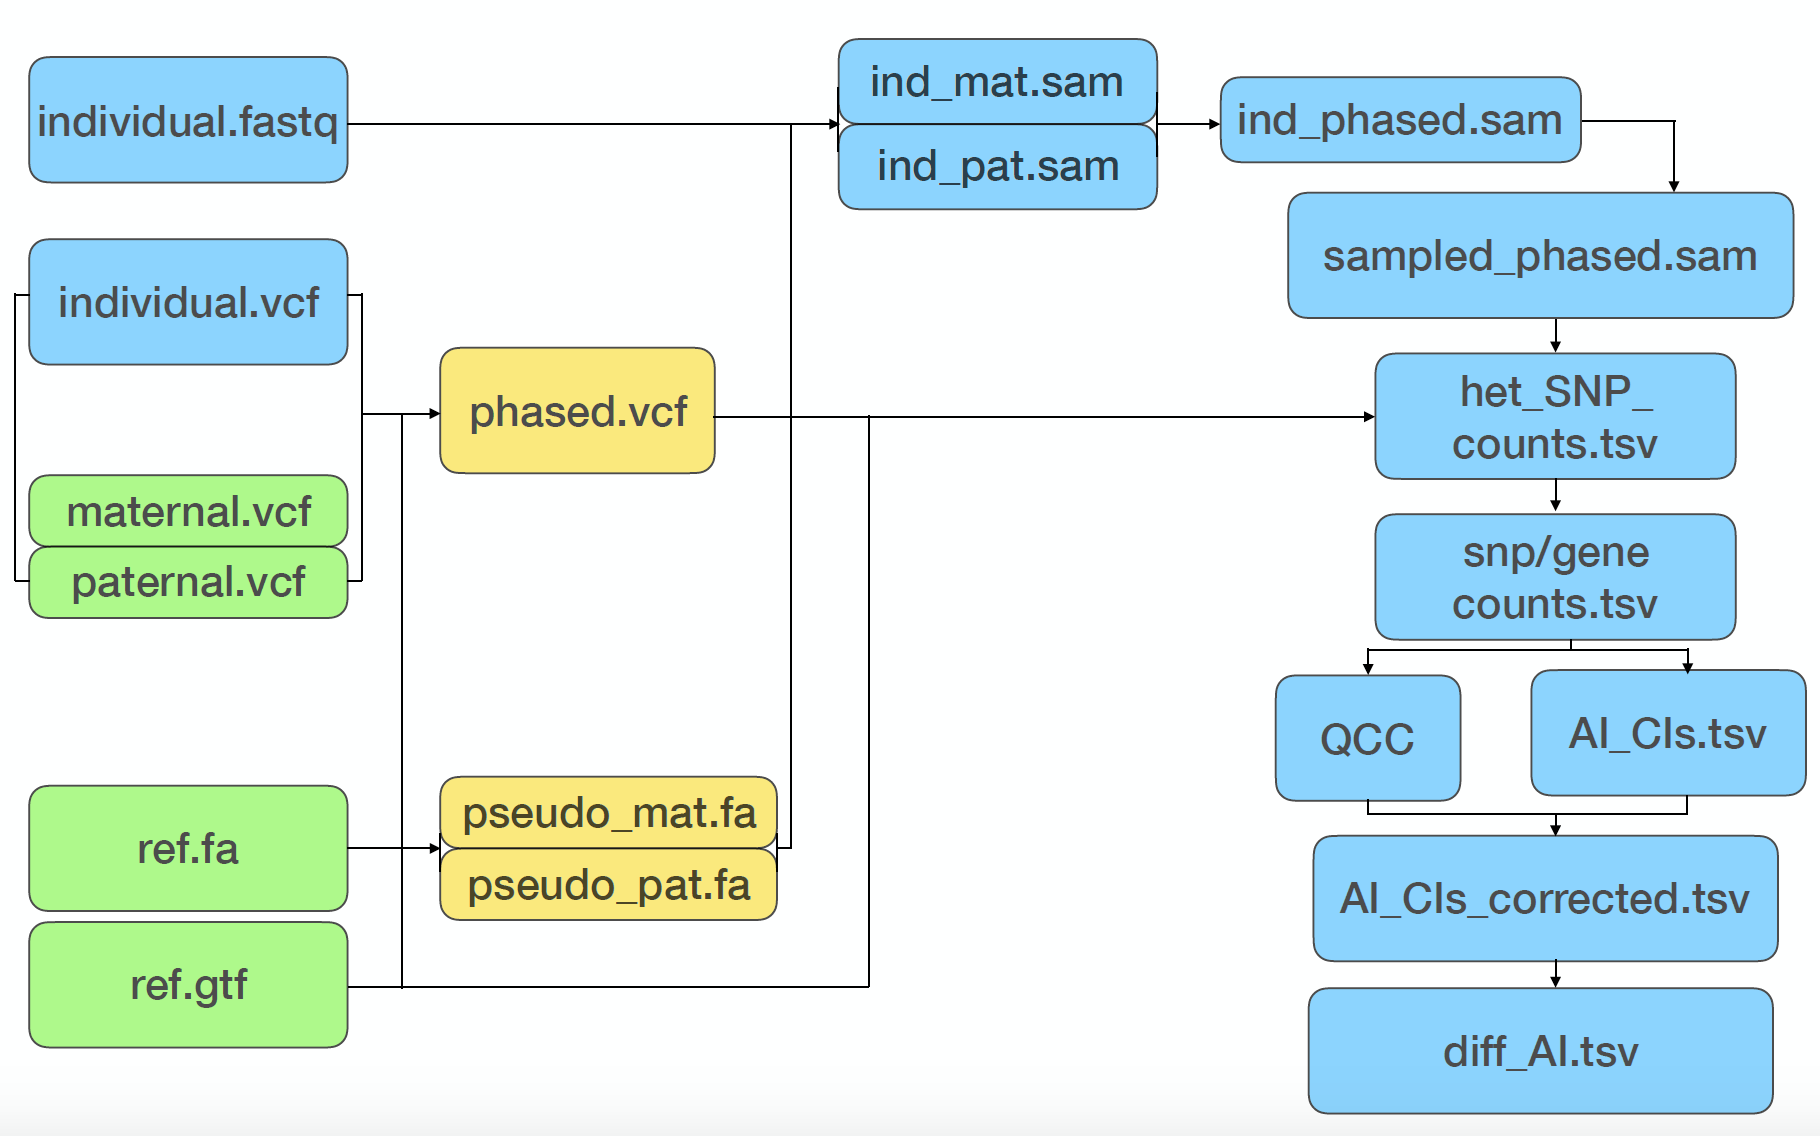 individual.fastq
ind_mat.sam
ind_pat.sam
ind_phased.sam
sampled_phased.sam
individual.vcf
phased.vcf
het_SNP_
counts.tsv
maternal.vcf
paternal.vcf
snp/gene
counts.tsv
QCC
AI_CIs.tsv
ref.fa
pseudo_mat.fa
pseudo_pat.fa
AI_CIs_corrected.tsv
ref.gtf
diff_AI.tsv